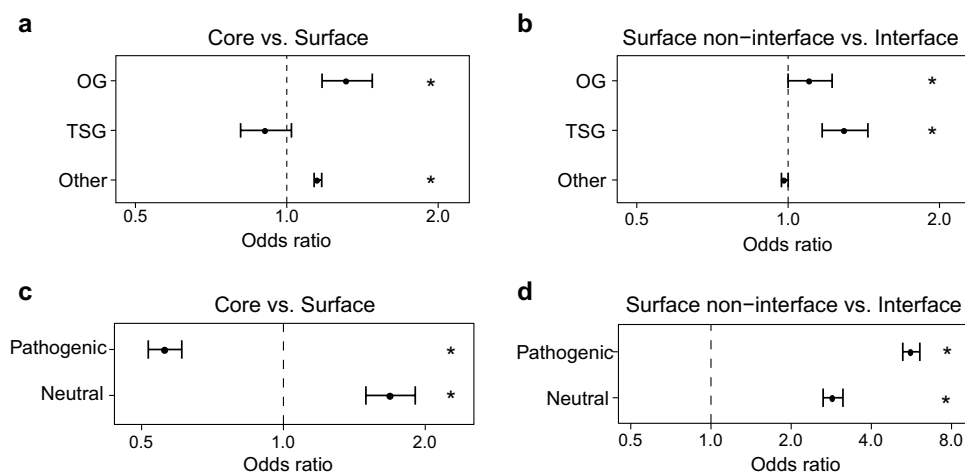 a
Core vs. Surface
OG
*
TSG
Other
*
0.5
1.0
2.0
Odds ratio
b
Surface non−interface vs. Interface
OG
*
TSG
*
Other
0.5
1.0
2.0
Odds ratio
c
Core vs. Surface
Pathogenic
*
Neutral
*
0.5
1.0
2.0
Odds ratio
d
Surface non−interface vs. Interface
Pathogenic
*
Neutral
*
0.5
1.0
2.0
4.0
8.0
Odds ratio